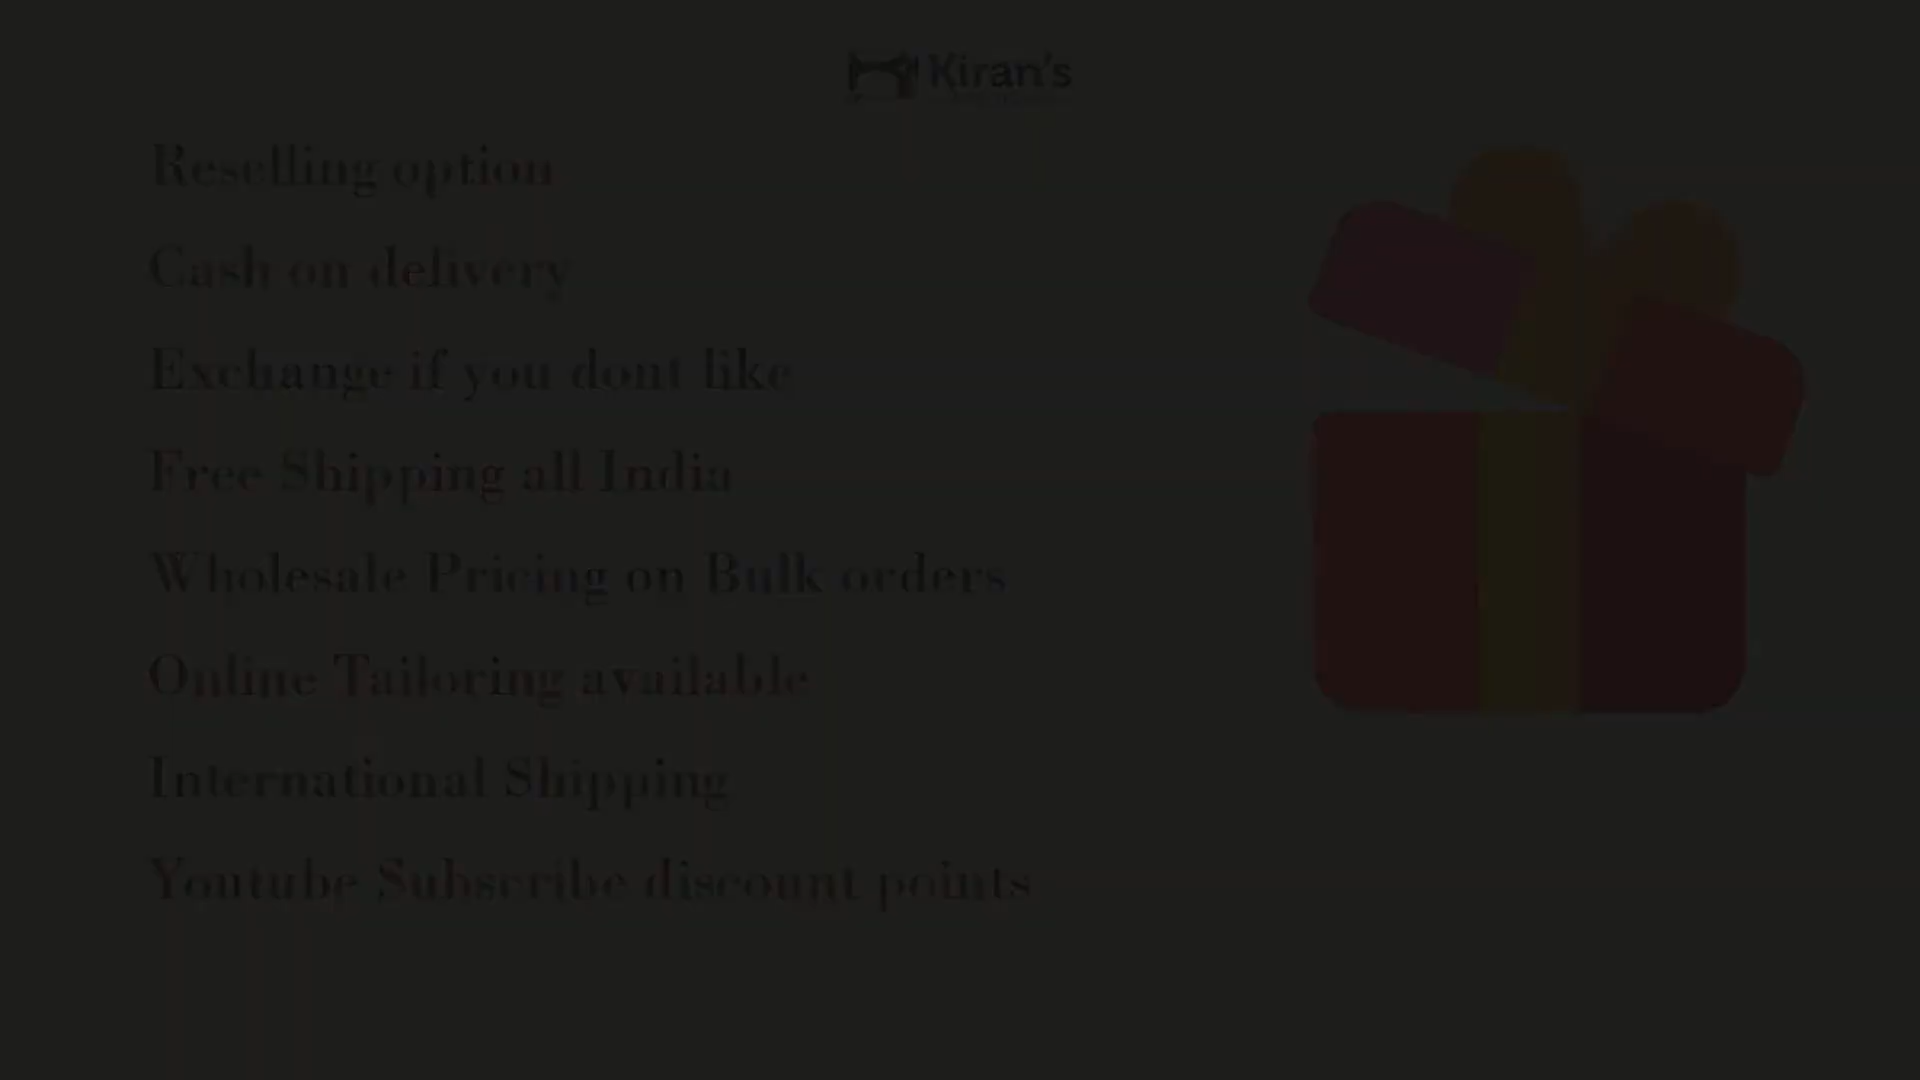 Kiran's
Reselling option
Cash on delivery
Exchange if you dont like
Free Shipping all India
Wholesale Pricing on Bulk orders
Online Tailoring available
International Shipping
Youtube Subscribe discount points